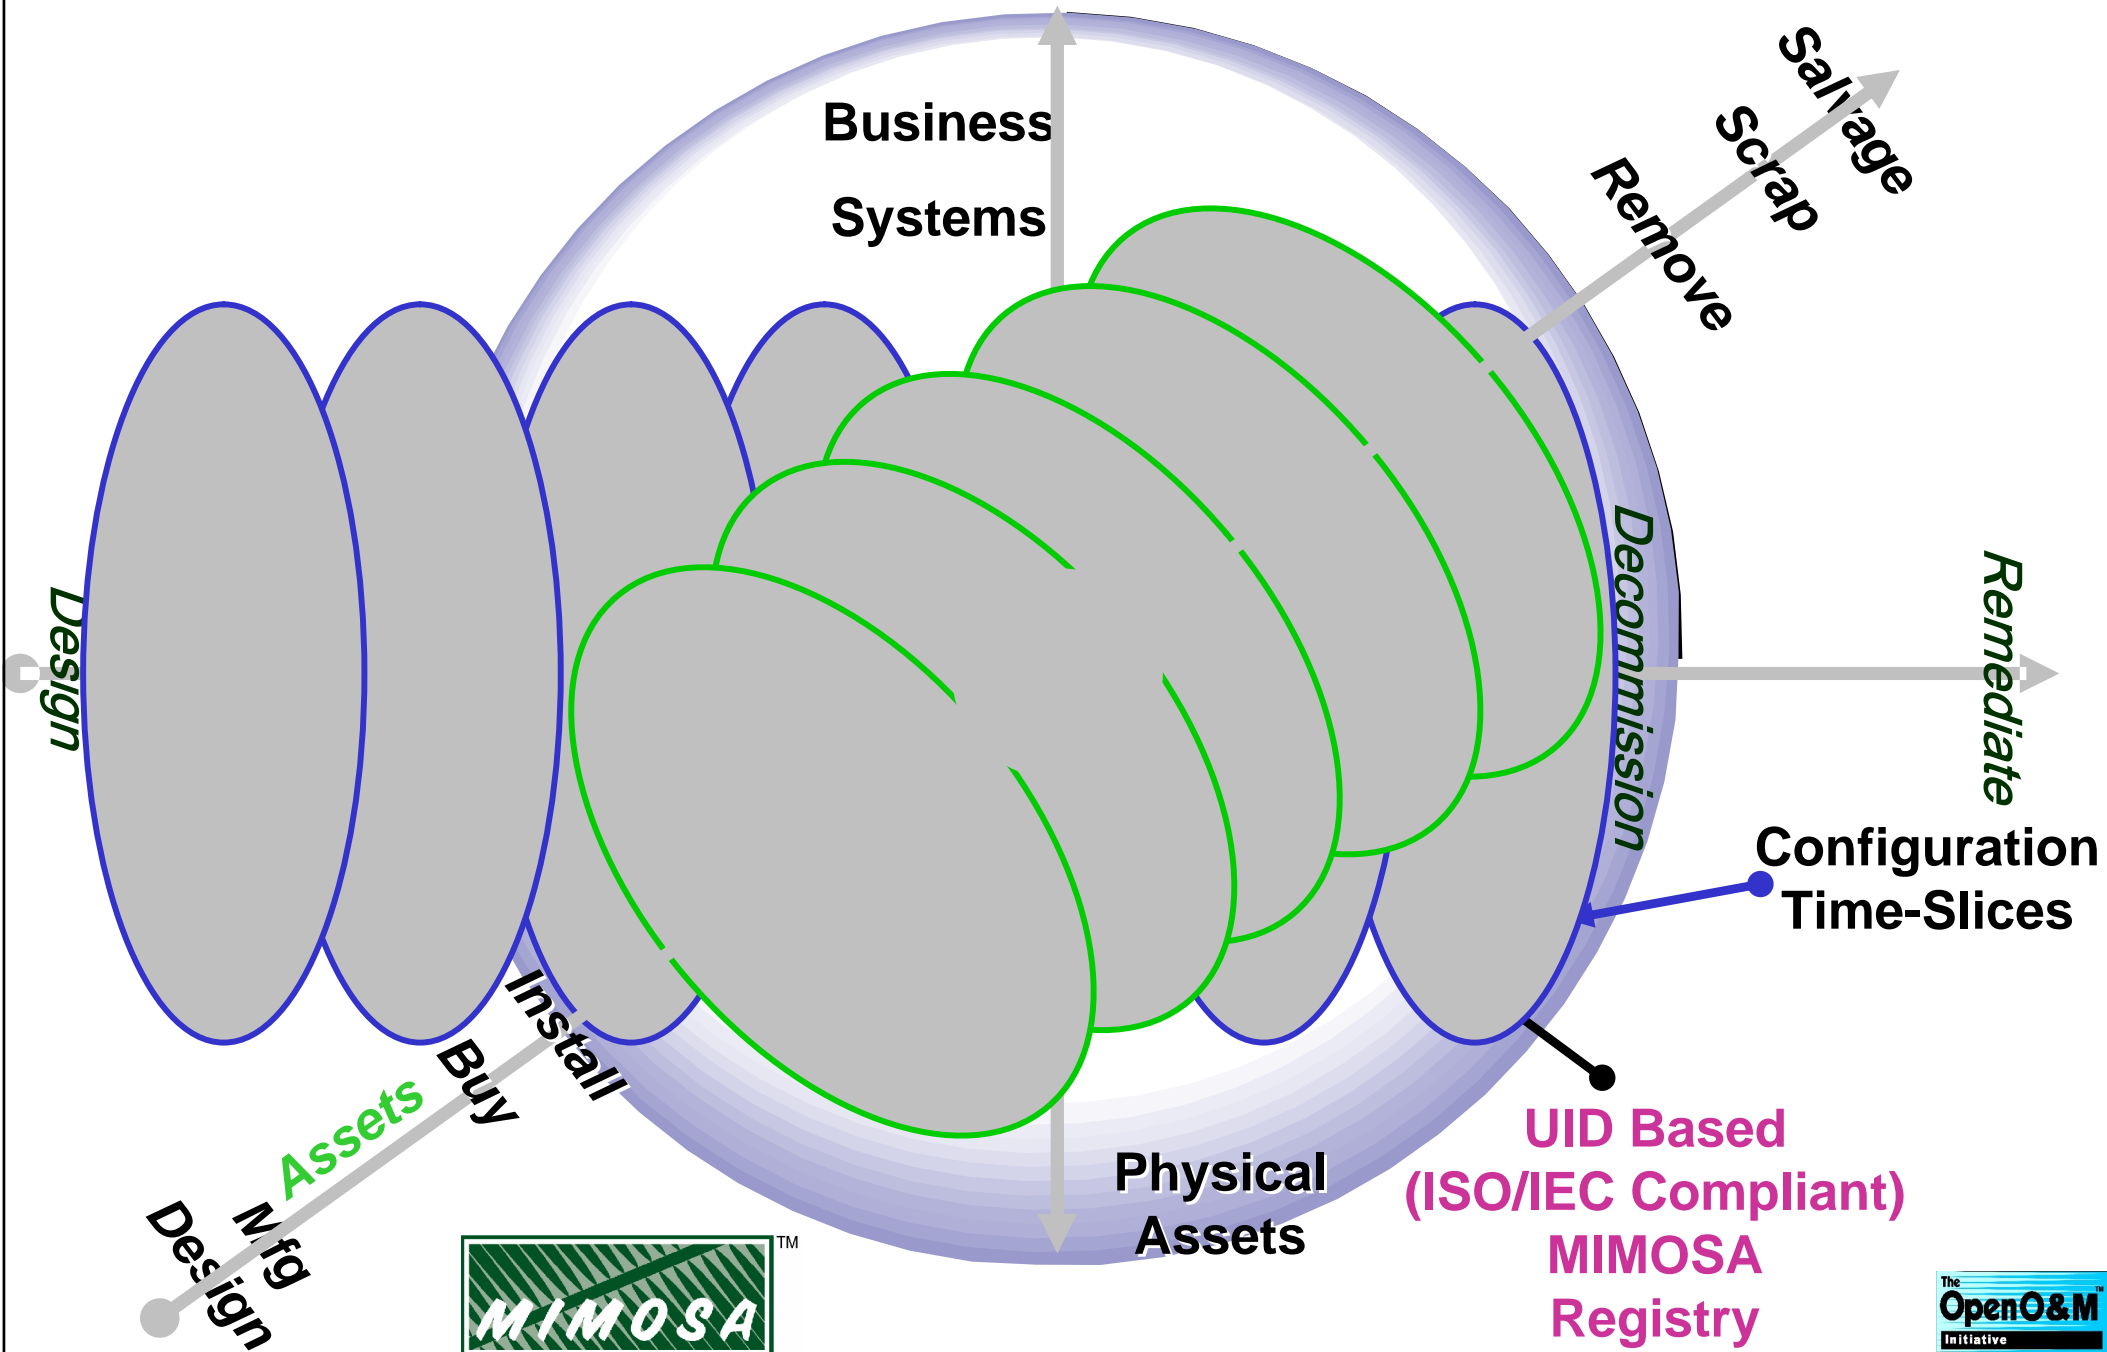 Business
Systems
Salvage
Scrap
Remove
Design
Decommission
Remediate
Configuration
Time-Slices
Install
Buy
Assets
Mfg
Design
Physical
Assets
UID Based
(ISO/IEC Compliant)
MIMOSA
Registry
MIMOSA
TM
The
OpenO&M
TM
Initiative